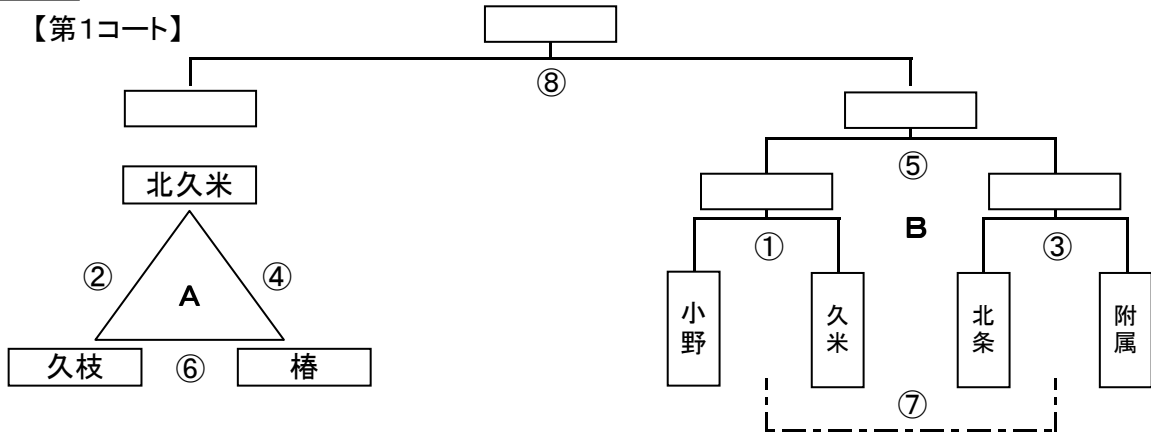 【第1コート】
⑧
⑤
北久米
②
④
A
B
①
③
小野
久米
北条
附属
久枝
⑥
椿
⑦